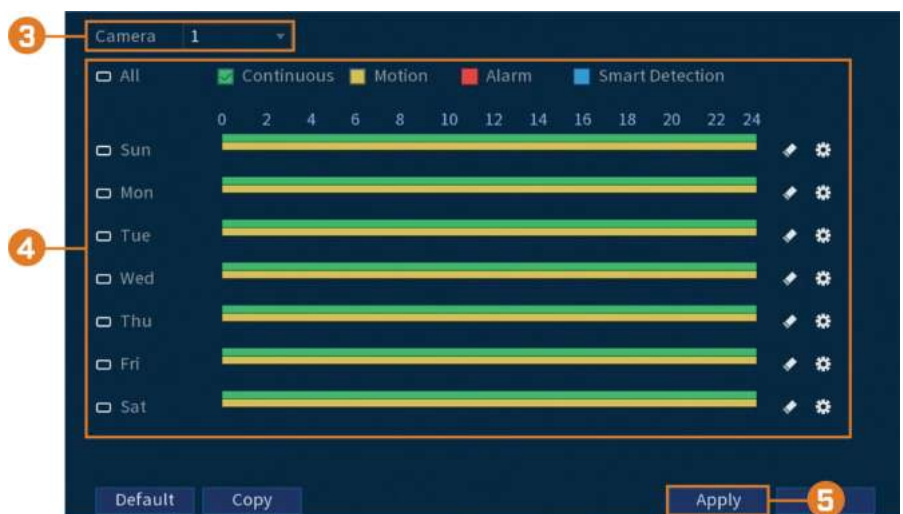 3 Camera 1
All Continuous Motion Alarm Smart Detection
0 2 4 6 8 10 12 14 16 18 20 22 24
Sun
Mon
4 Tue
Wed
Thu
Fri
Sat
Default Copy Apply 5